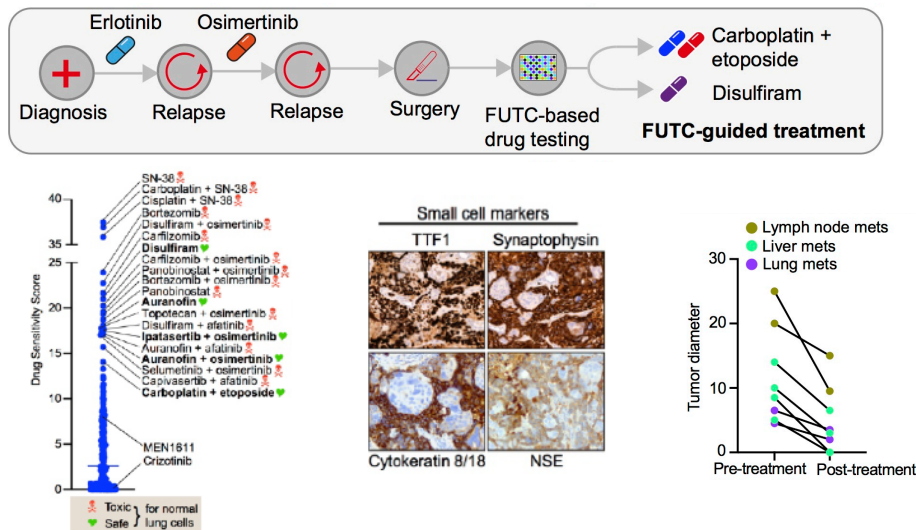 Erlotinib
Osimertinib
Diagnosis
Relapse
Relapse
Surgery
FUTC-based
drug testing
Carboplatin +
etoposide
Disulfiram
FUTC-guided treatment
Drug Sensitivity Score
40
35
25
20
15
10
5
0
SN-38
Carboplatin + SN-38
Cisplatin + SN-38
Bortezomib
Disulfiram + osimertinib
Carfilzomib
Disulfiram
Carfilzomib + osimertinib
Panobinostat + osimertinib
Bortezomib + osimertinib
Panobinostat
Auranofin
Topotecan + osimertinib
Disulfiram + afatinib
Ipatasertib + osimertinib
Auranofin + afatinib
Auranofin + osimertinib
Selumetinib + osimertinib
Capivasertib + afatinib
Carboplatin + etoposide
MEN1611
Crizotinib
Toxic
Safe
for normal
lung cells
Small cell markers
TTF1
Synaptophysin
Cytokeratin 8/18
NSE
Lymph node mets
Liver mets
Lung mets
Tumor diameter
30
20
10
0
Pre-treatment
Post-treatment